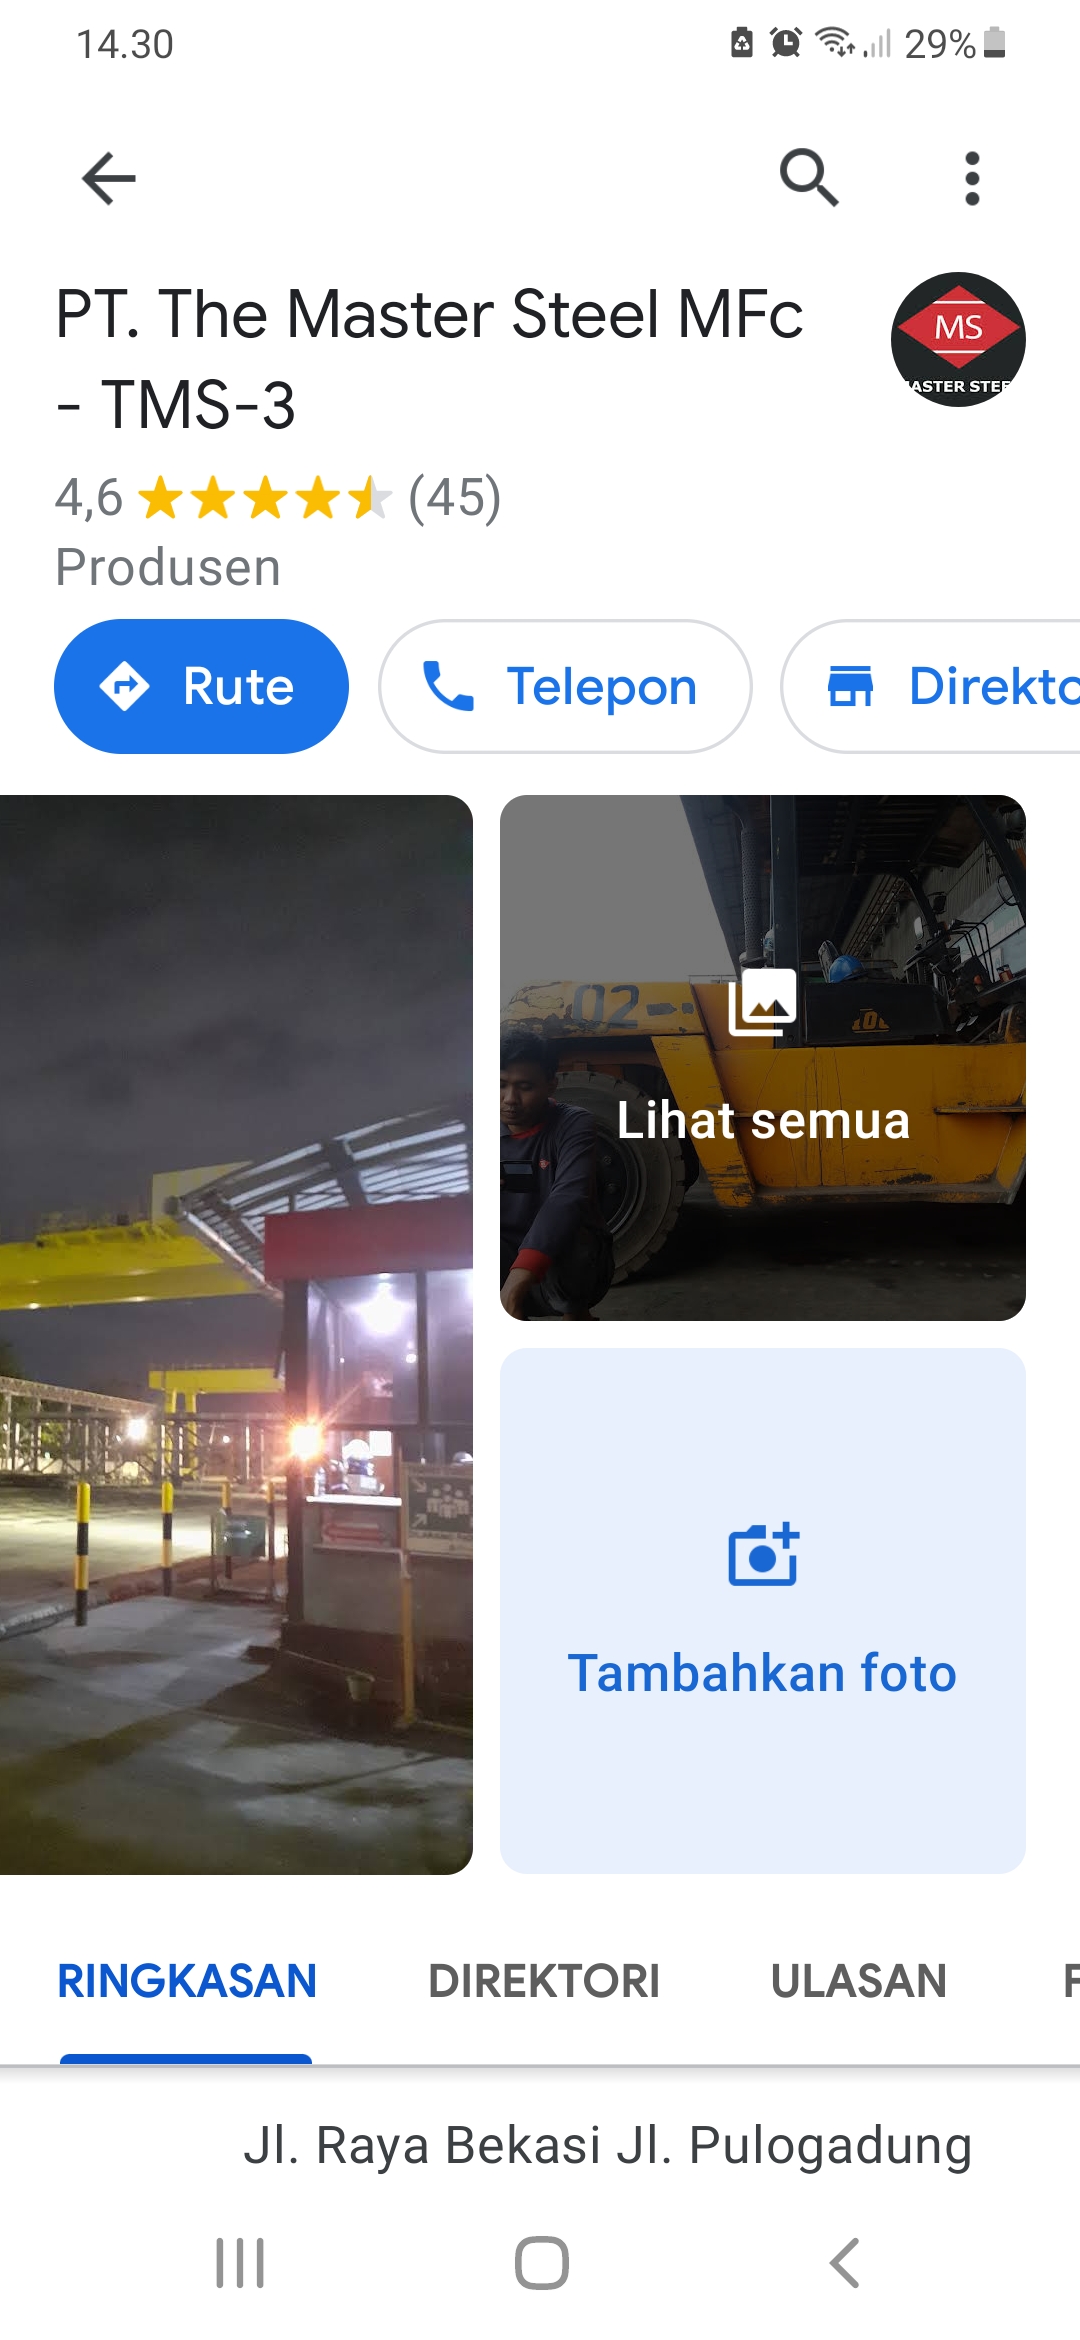 14.30
29%
PT. The Master Steel MFc
- TMS-3
MS
ASTER STEE
4,6 (45)
Produsen
Rute
Telepon
Direkto
02
Lihat semua
Tambahkan foto
RINGKASAN
DIREKTORI
ULASAN
Jl. Raya Bekasi Jl. Pulogadung